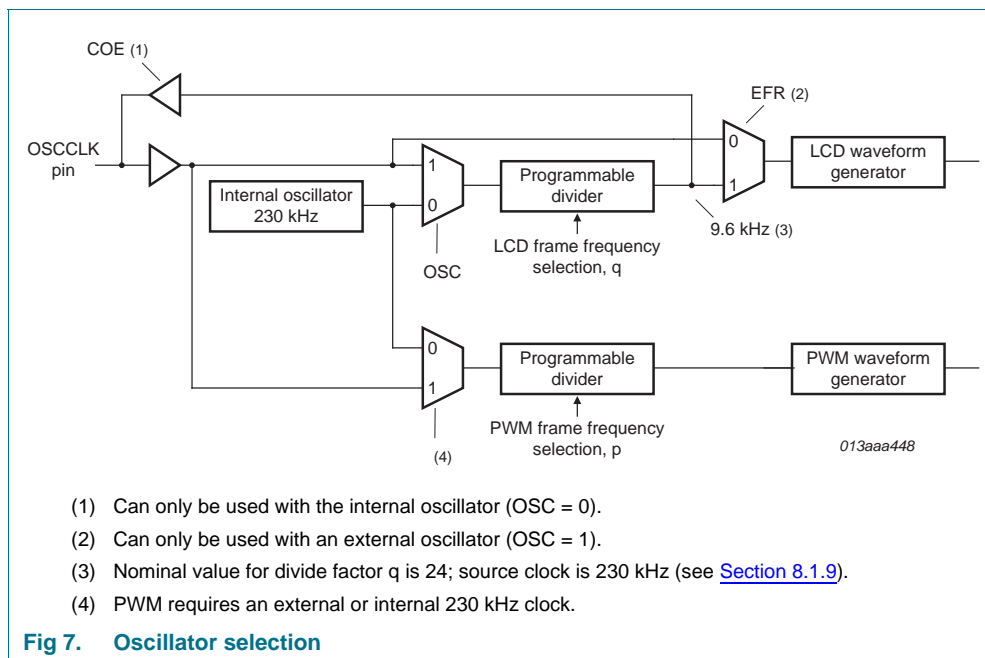 COE (1)
EFR (2)
OSCCLK
pin
1
0
Internal oscillator
230 kHz
OSC
Programmable
divider
LCD frame frequency
selection, q
0
1
9.6 kHz (3)
LCD waveform
generator
0
1
(4)
Programmable
divider
PWM frame frequency
selection, p
PWM waveform
generator
013aaa448
(1) Can only be used with the internal oscillator (OSC = 0).
(2) Can only be used with an external oscillator (OSC = 1).
(3) Nominal value for divide factor q is 24; source clock is 230 kHz (see Section 8.1.9).
(4) PWM requires an external or internal 230 kHz clock.
Fig 7. Oscillator selection